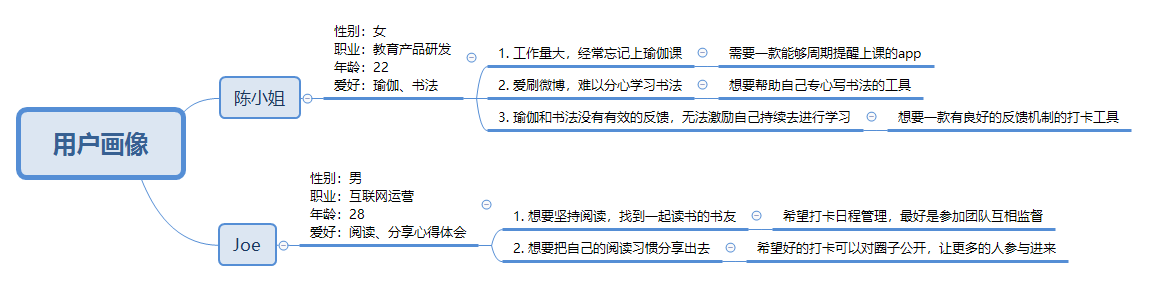 用户画像
陈小姐
性别：女
职业：教育产品研发
年龄：22
爱好：瑜伽、书法
1. 工作量大，经常忘记上瑜伽课
需要一款能够周期提醒上课的app
2. 爱刷微博，难以分心学习书法
想要帮助自己专心写书法的工具
3. 瑜伽和书法没有有效的反馈，无法激励自己持续去进行学习
想要一款有良好的反馈机制的打卡工具
Joe
性别：男
职业：互联网运营
年龄：28
爱好：阅读、分享心得体会
1. 想要坚持阅读，找到一起读书的书友
希望打卡日程管理，最好是参加团队互相监督
2. 想要把自己的阅读习惯分享出去
希望好的打卡可以对圈子公开，让更多的人参与进来